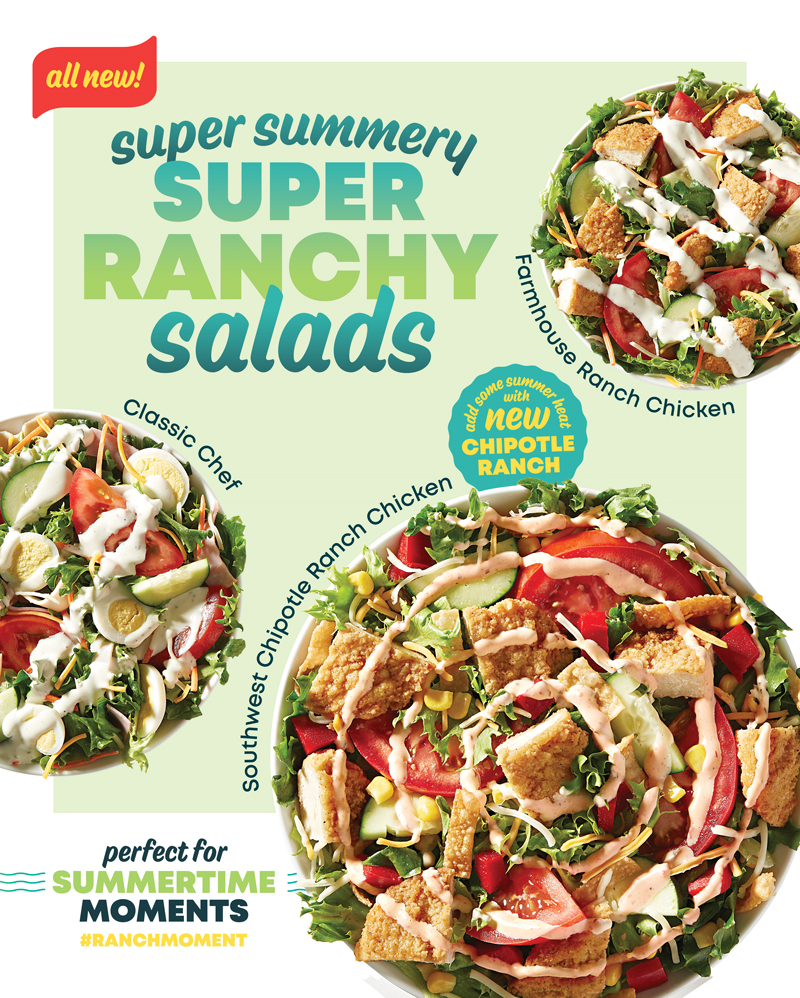 all new!
super summery
SUPER
RANCHY
salads
Farmhouse Ranch Chicken
add some summer heat
with
new
CHIPOTLE
RANCH
Classic Chef
Southwest Chipotle Ranch Chicken
perfect for
SUMMERTIME
MOMENTS
#RANCHMOMENT